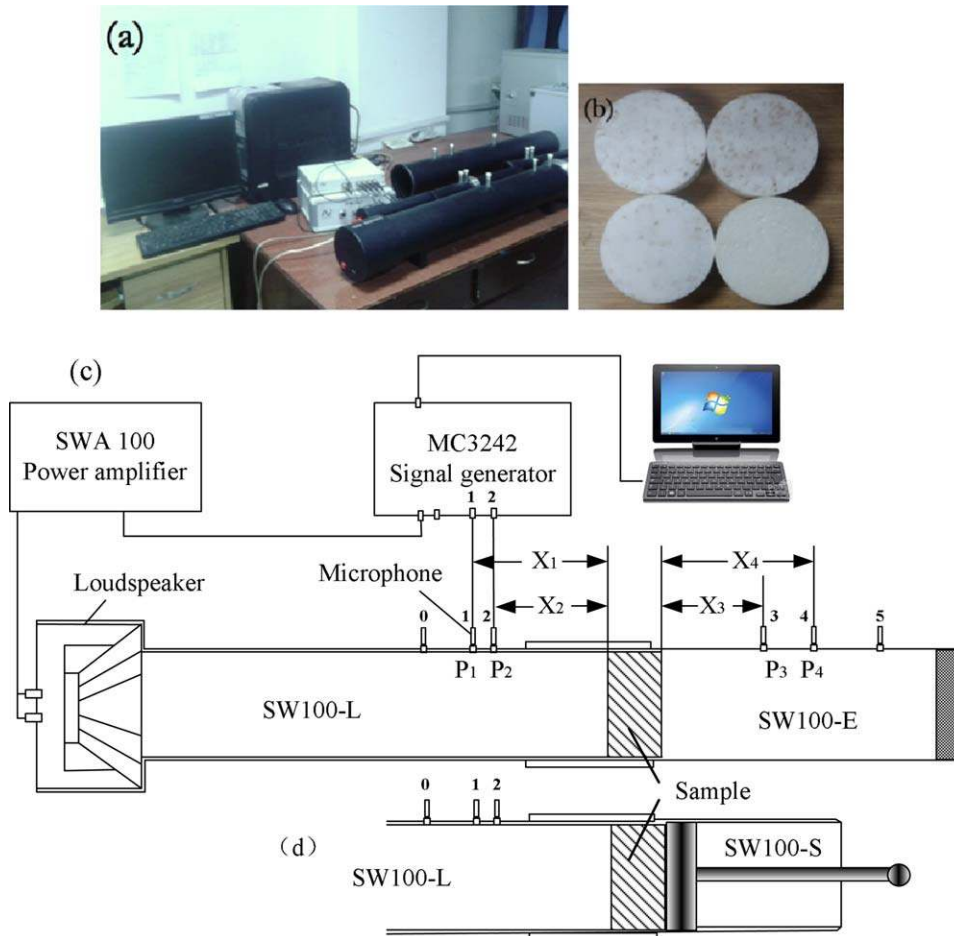 (a)
(b)
(c)
SWA 100
Power amplifier
MC3242
Signal generator
1 2
Loudspeaker
Microphone
X1
X4
X2
X3
0 1 2 3 4 5
P1 P2 P3 P4
SW100-L
SW100-E
Sample
0 1 2
(d)
SW100-L
SW100-S